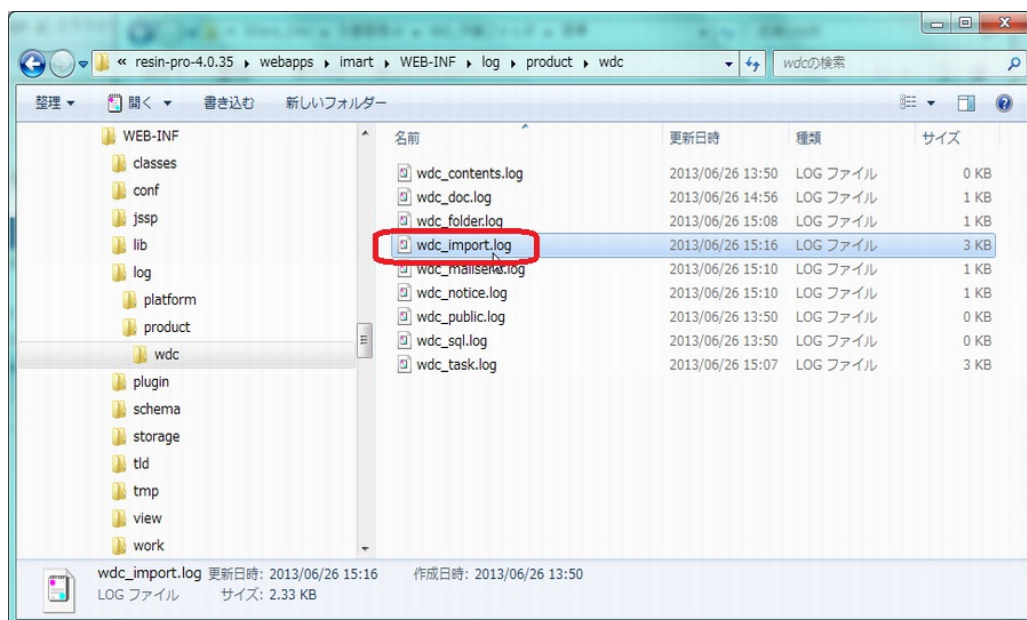 « resin-pro-4.0.35 ▸ webapps ▸ imart ▸ WEB-INF ▸ log ▸ product ▸ wdc
wdcの検索
整理 ▼ 開く ▼ 書き込む 新しいフォルダー
WEB-INF
classes
conf
jssp
lib
log
platform
product
wdc
plugin
schema
storage
tld
tmp
view
work
名前 更新日時 種類 サイズ
wdc_contents.log 2013/06/26 13:50 LOG ファイル 0 KB
wdc_doc.log 2013/06/26 14:56 LOG ファイル 1 KB
wdc_folder.log 2013/06/26 15:08 LOG ファイル 1 KB
wdc_import.log 2013/06/26 15:16 LOG ファイル 3 KB
wdc_mailsend.log 2013/06/26 15:10 LOG ファイル 1 KB
wdc_notice.log 2013/06/26 15:10 LOG ファイル 1 KB
wdc_public.log 2013/06/26 13:50 LOG ファイル 0 KB
wdc_sql.log 2013/06/26 13:50 LOG ファイル 0 KB
wdc_task.log 2013/06/26 15:07 LOG ファイル 3 KB
wdc_import.log 更新日時: 2013/06/26 15:16 作成日時: 2013/06/26 13:50
LOG ファイル サイズ: 2.33 KB